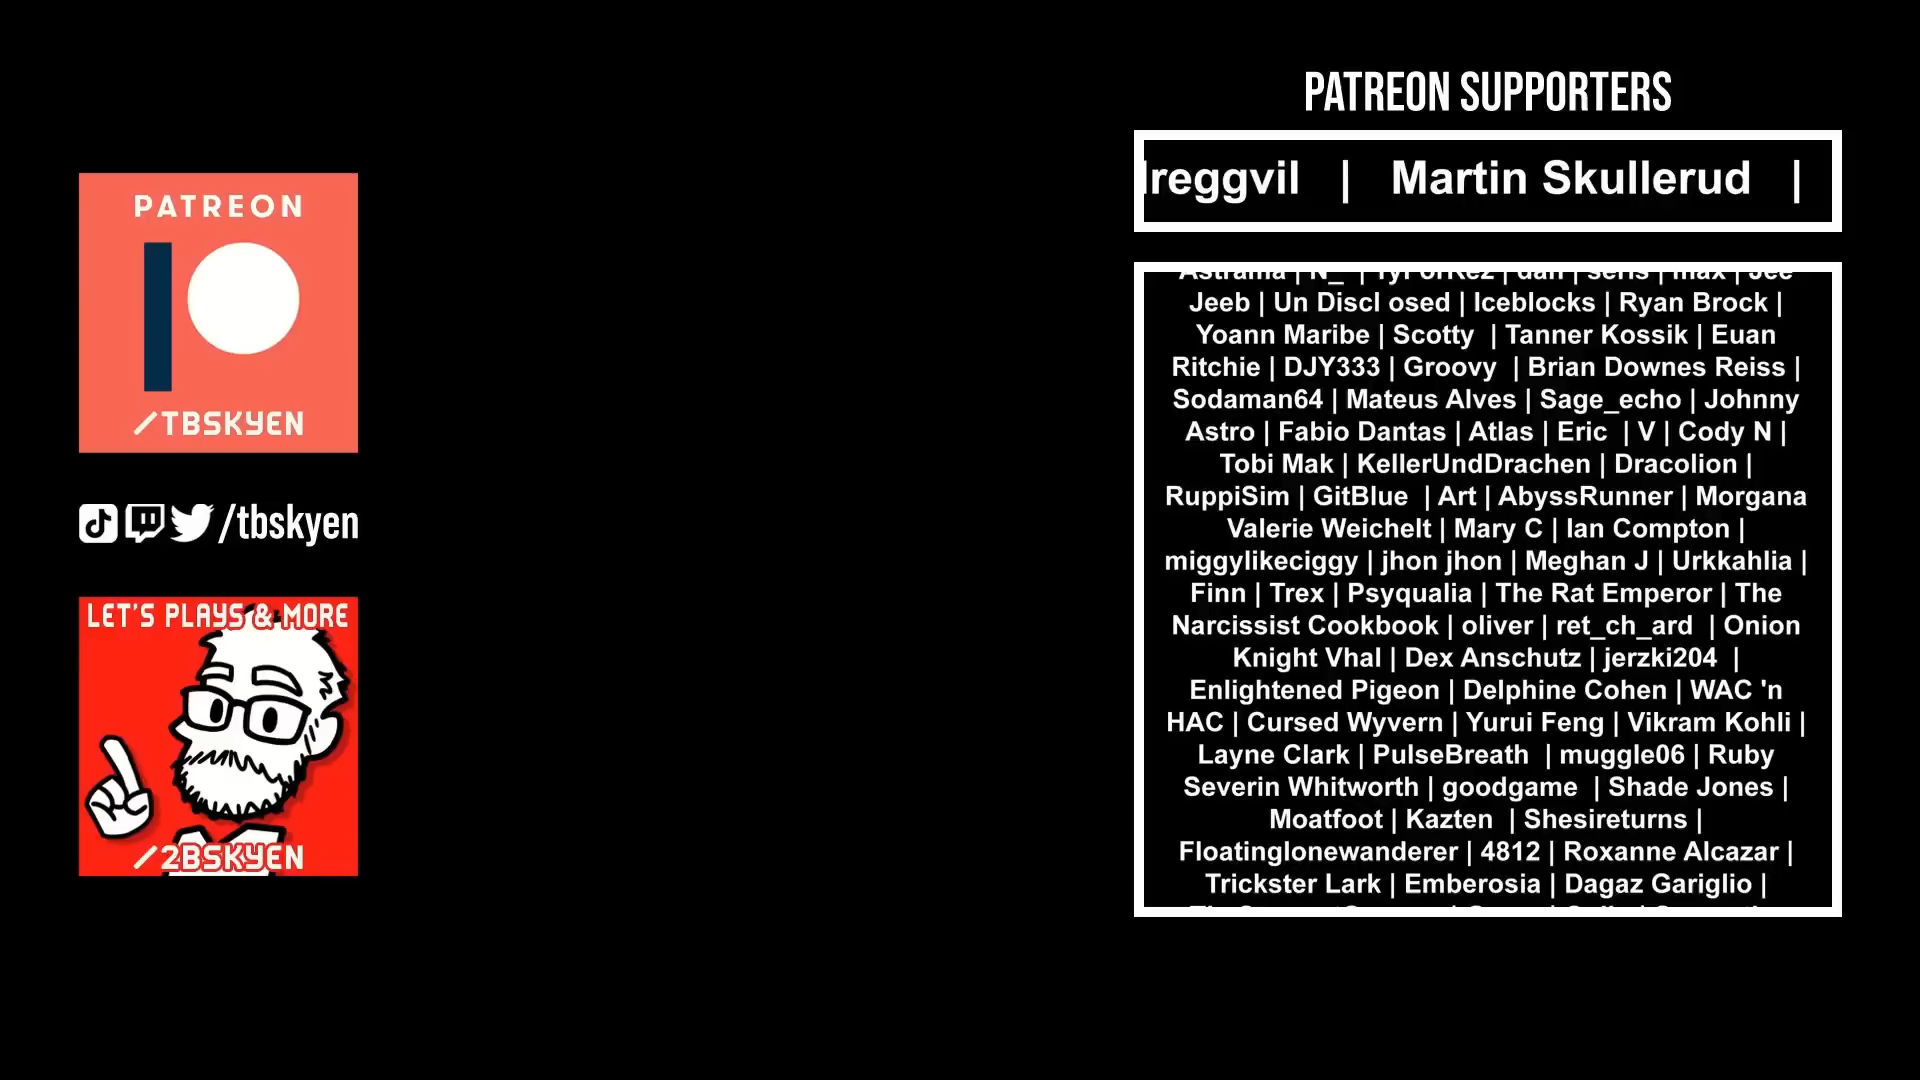 PATREON
/TBSKYEN
/tbskyen
LET'S PLAYS & MORE
/2BSKYEN
PATREON SUPPORTERS
| Martin Skullerud |
Jeeb | Un Discl osed | Iceblocks | Ryan Brock |
Yoann Maribe | Scotty  | Tanner Kossik | Euan
Ritchie | DJY333 | Groovy  | Brian Downes Reiss |
Sodaman64 | Mateus Alves | Sage_echo | Johnny
Astro | Fabio Dantas | Atlas | Eric  | V | Cody N |
Tobi Mak | KellerUndDrachen | Dracolion |
RuppiSim | GitBlue  | Art | AbyssRunner | Morgana
Valerie Weichelt | Mary C | Ian Compton |
miggylikeciggy | jhon jhon | Meghan J | Urkkahlia |
Finn | Trex | Psyqualia | The Rat Emperor | The
Narcissist Cookbook | oliver | ret_ch_ard  | Onion
Knight Vhal | Dex Anschutz | jerzki204  |
Enlightened Pigeon | Delphine Cohen | WAC 'n
HAC | Cursed Wyvern | Yurui Feng | Vikram Kohli |
Layne Clark | PulseBreath  | muggle06 | Ruby
Severin Whitworth | goodgame  | Shade Jones |
Moatfoot | Kazten  | Shesireturns |
Floatinglonewanderer | 4812 | Roxanne Alcazar |
Trickster Lark | Emberosia | Dagaz Gariglio |